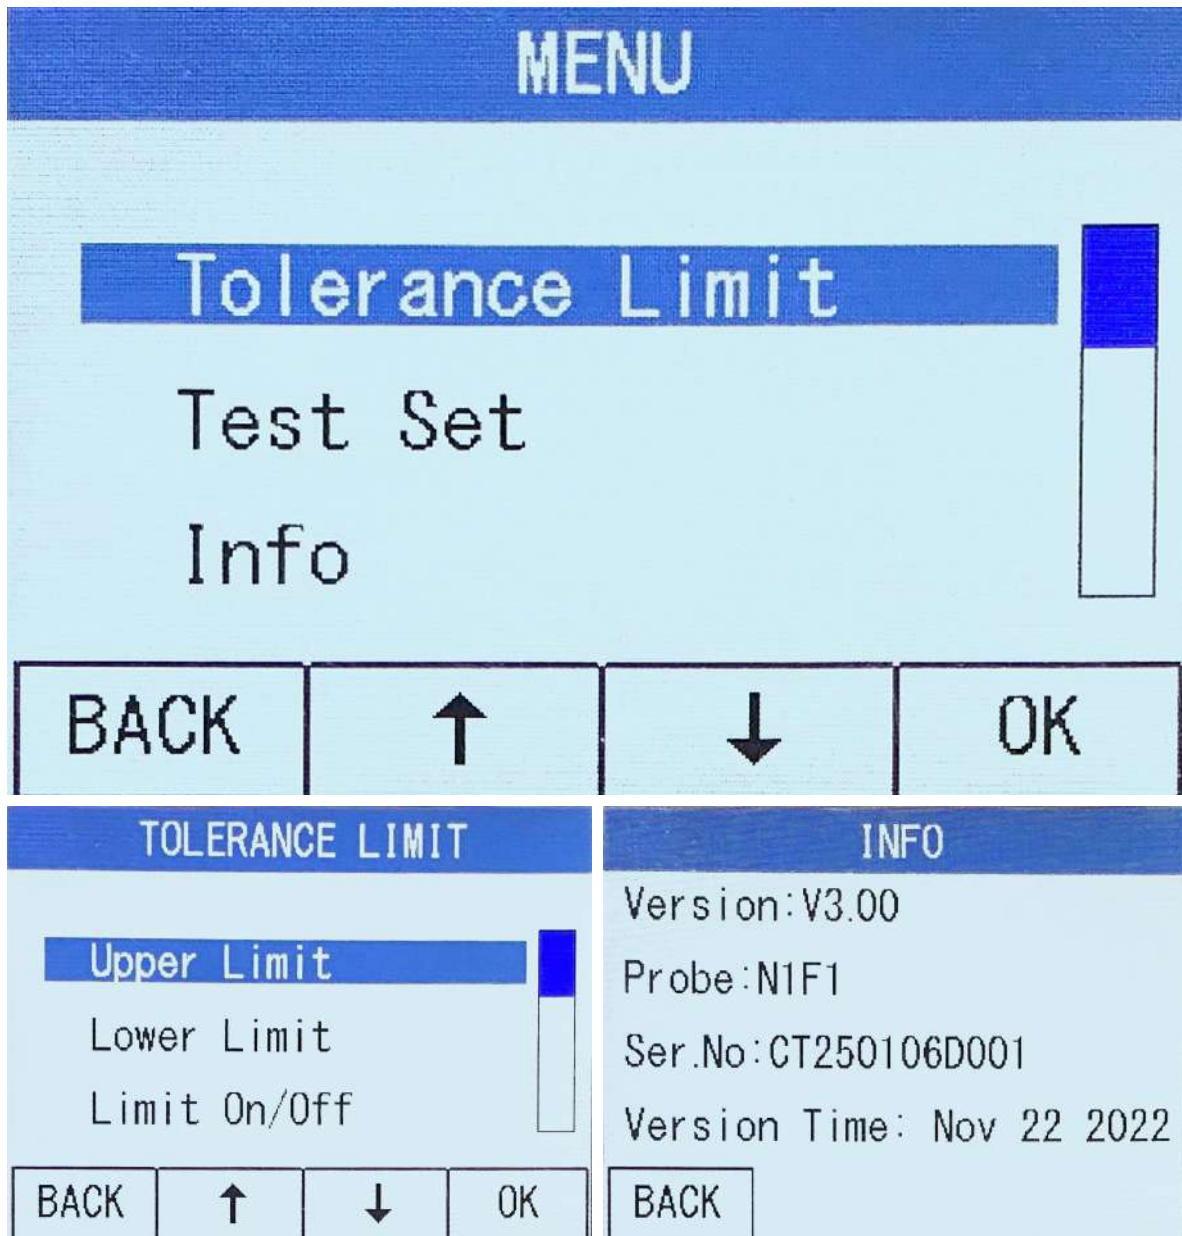 MENU
Tolerance Limit
Test Set
Info
BACK ↑ ↓ OK
TOLERANCE LIMIT
Upper Limit
Lower Limit
Limit On/Off
BACK ↑ ↓ OK
INFO
Version:V3.00
Probe:N1F1
Ser.No:CT250106D001
Version Time: Nov 22 2022
BACK